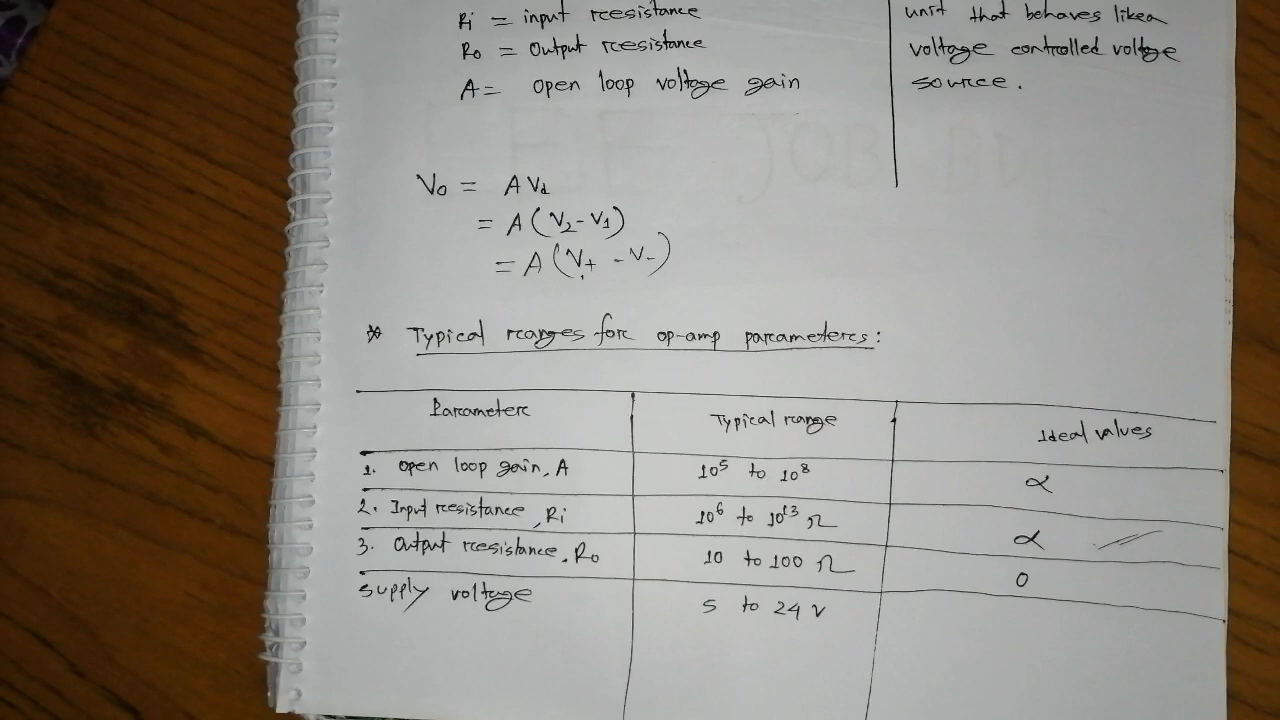 Ri = input rcesistance
Ro = Output rcesistance
A = open loop voltage gain
unit that behaves like a
voltage controlled voltge
source.
Vo = A Vd
= A (V2 - V1)
= A (V+ - V-)
* Typical rcanges forc op-amp parcametercs:
Parcameterc Typical rcange Ideal values
1. Open loop gain, A 10^5 to 10^8 α
2. Input rcesistance, Ri 10^6 to 10^13 Ω α
3. Output rcesistance, Ro 10 to 100 Ω 0
supply voltage 5 to 24 V